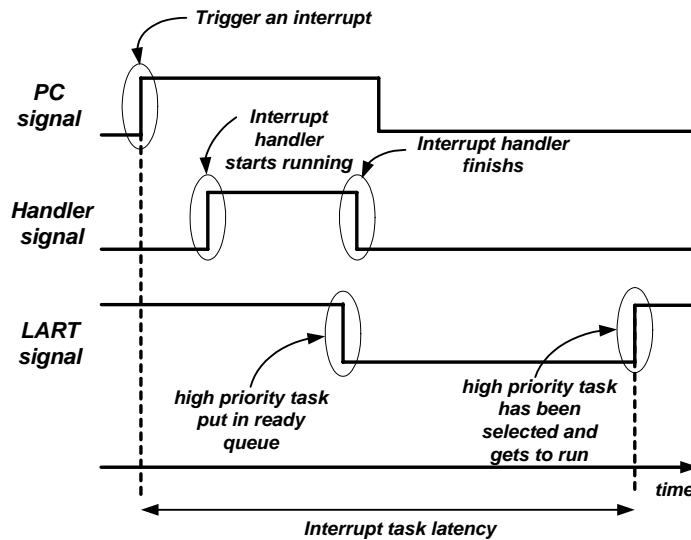 Trigger an interrupt
PC
signal
Interrupt
handler
starts running
Interrupt handler
finishs
Handler
signal
LART
signal
high priority task
put in ready
queue
high priority task
has been
selected and
gets to run
time
Interrupt task latency